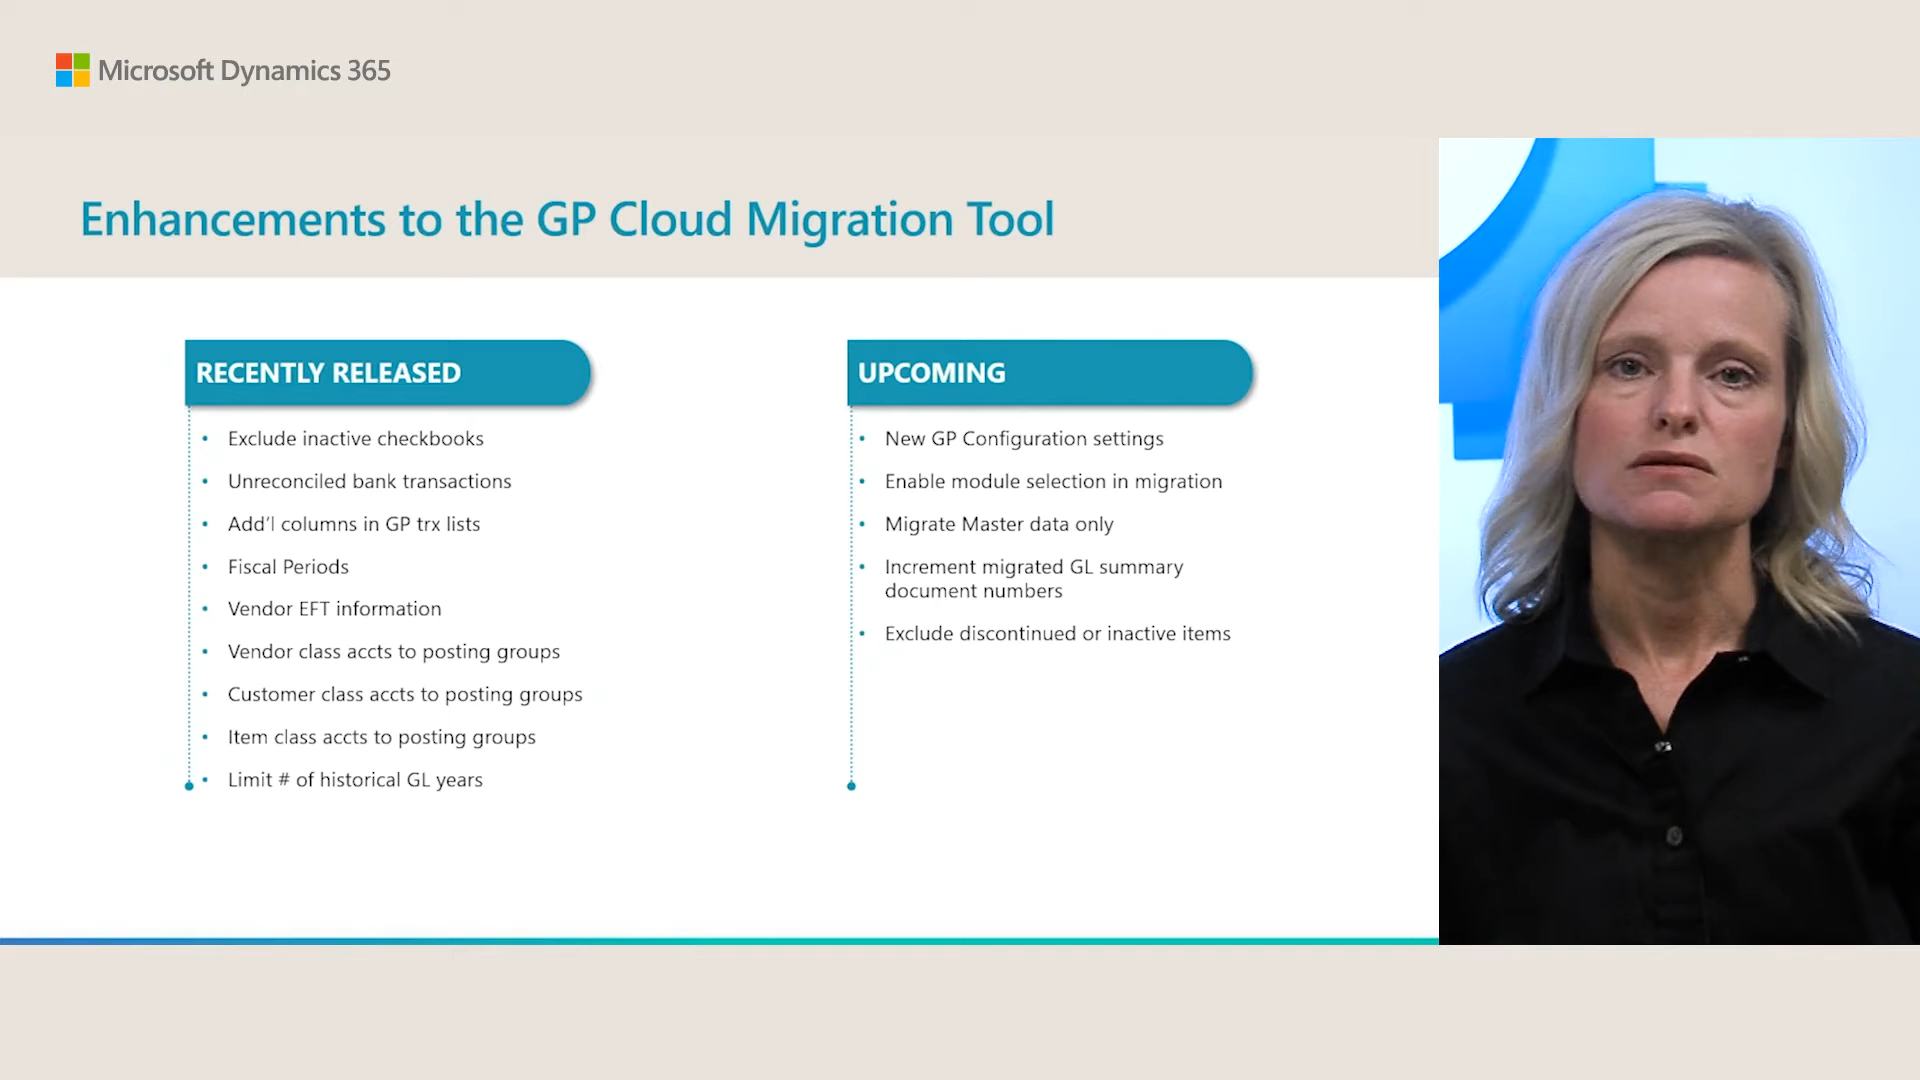 Microsoft Dynamics 365
Enhancements to the GP Cloud Migration Tool
RECENTLY RELEASED
• Exclude inactive checkbooks
• Unreconciled bank transactions
• Add'l columns in GP trx lists
• Fiscal Periods
• Vendor EFT information
• Vendor class accts to posting groups
• Customer class accts to posting groups
• Item class accts to posting groups
• Limit # of historical GL years
UPCOMING
• New GP Configuration settings
• Enable module selection in migration
• Migrate Master data only
• Increment migrated GL summary
document numbers
• Exclude discontinued or inactive items